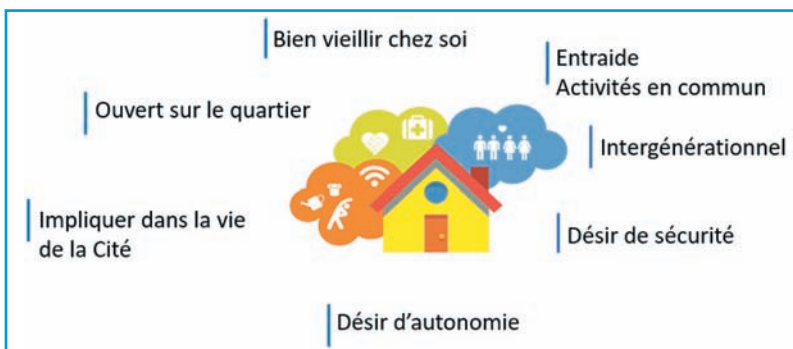 Bien vieillir chez soi
Entraide
Activités en commun
Ouvert sur le quartier
Intergénérationnel
Impliquer dans la vie
de la Cité
Désir de sécurité
Désir d'autonomie